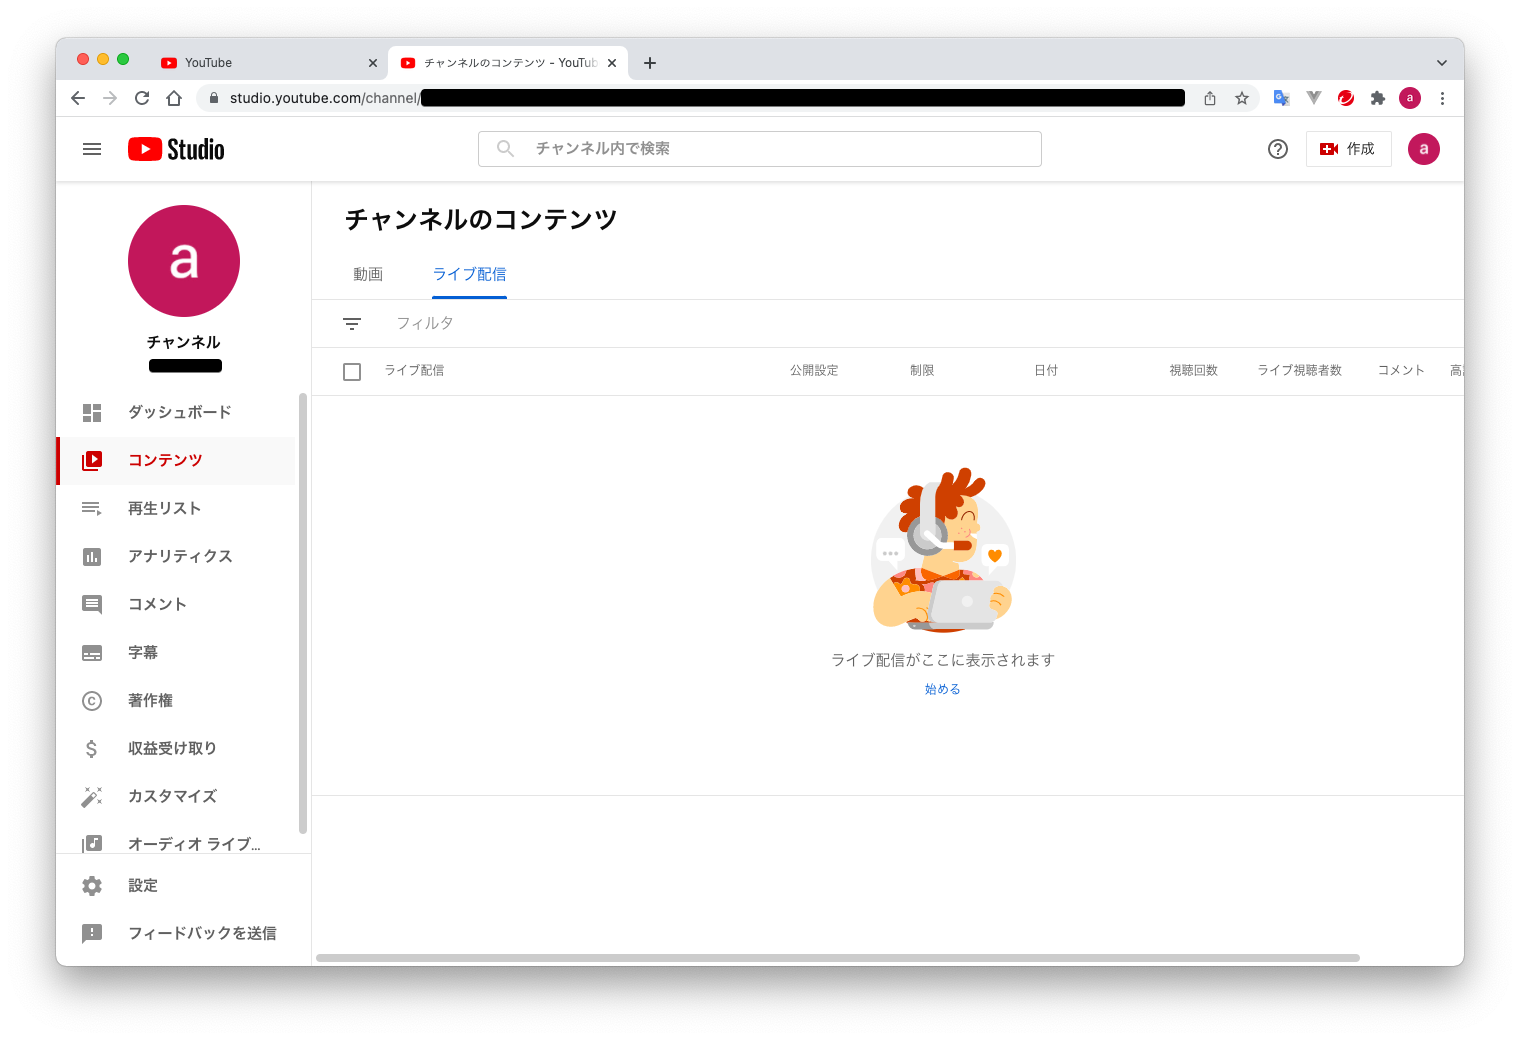 YouTube
チャンネルのコンテンツ - YouTub
studio.youtube.com/channel/
a
Studio
チャンネル内で検索
作成
a
a
チャンネル
ダッシュボード
コンテンツ
再生リスト
アナリティクス
コメント
字幕
著作権
収益受け取り
カスタマイズ
オーディオ ライブ...
設定
フィードバックを送信
チャンネルのコンテンツ
動画 ライブ配信
フィルタ
ライブ配信 公開設定 制限 日付 視聴回数 ライブ視聴者数 コメント 高
ライブ配信がここに表示されます
始める